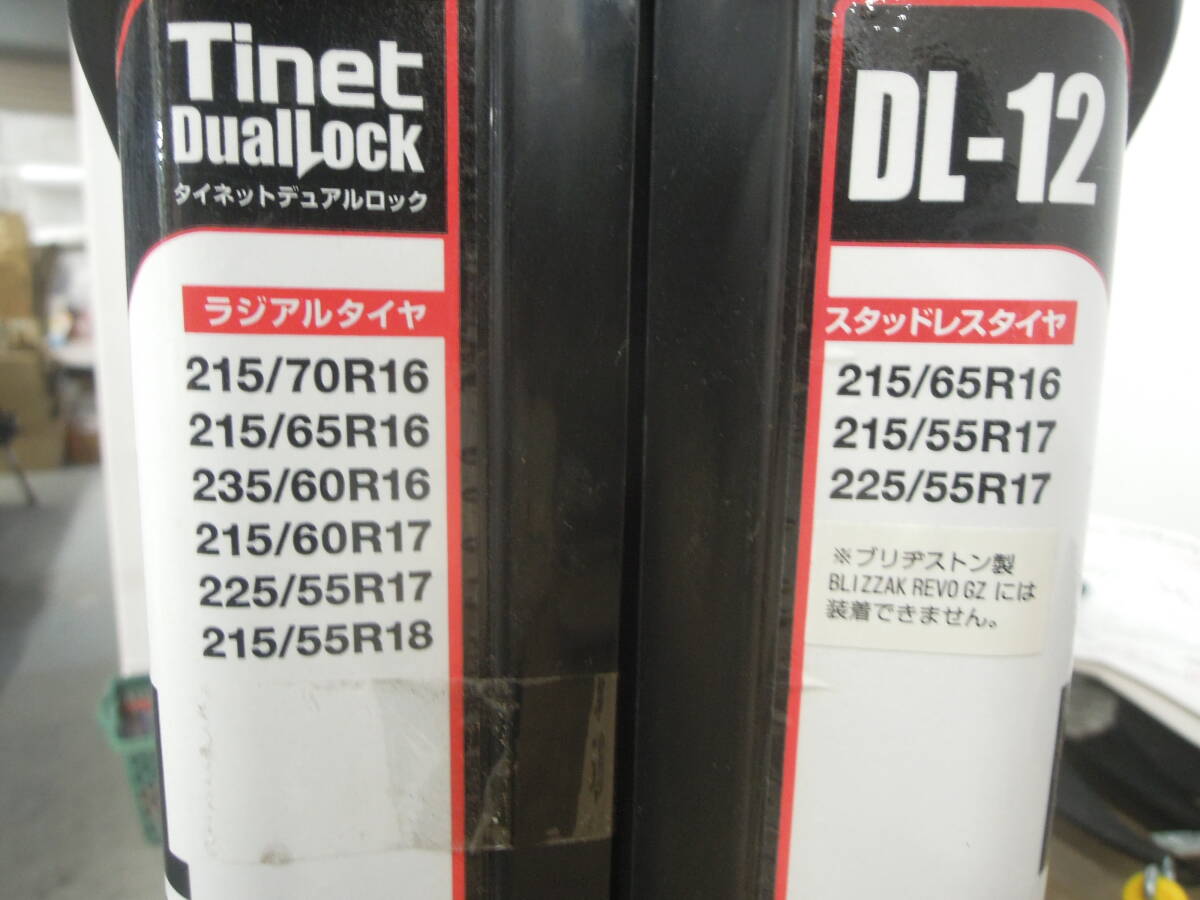 Tinet
DualLock
タイネットデュアルロック
ラジアルタイヤ
215/70R16
215/65R16
235/60R16
215/60R17
225/55R17
215/55R18
DL-12
スタッドレスタイヤ
215/65R16
215/55R17
225/55R17
※ブリヂストン製
BLIZZAK REVO GZ には
装着できません。